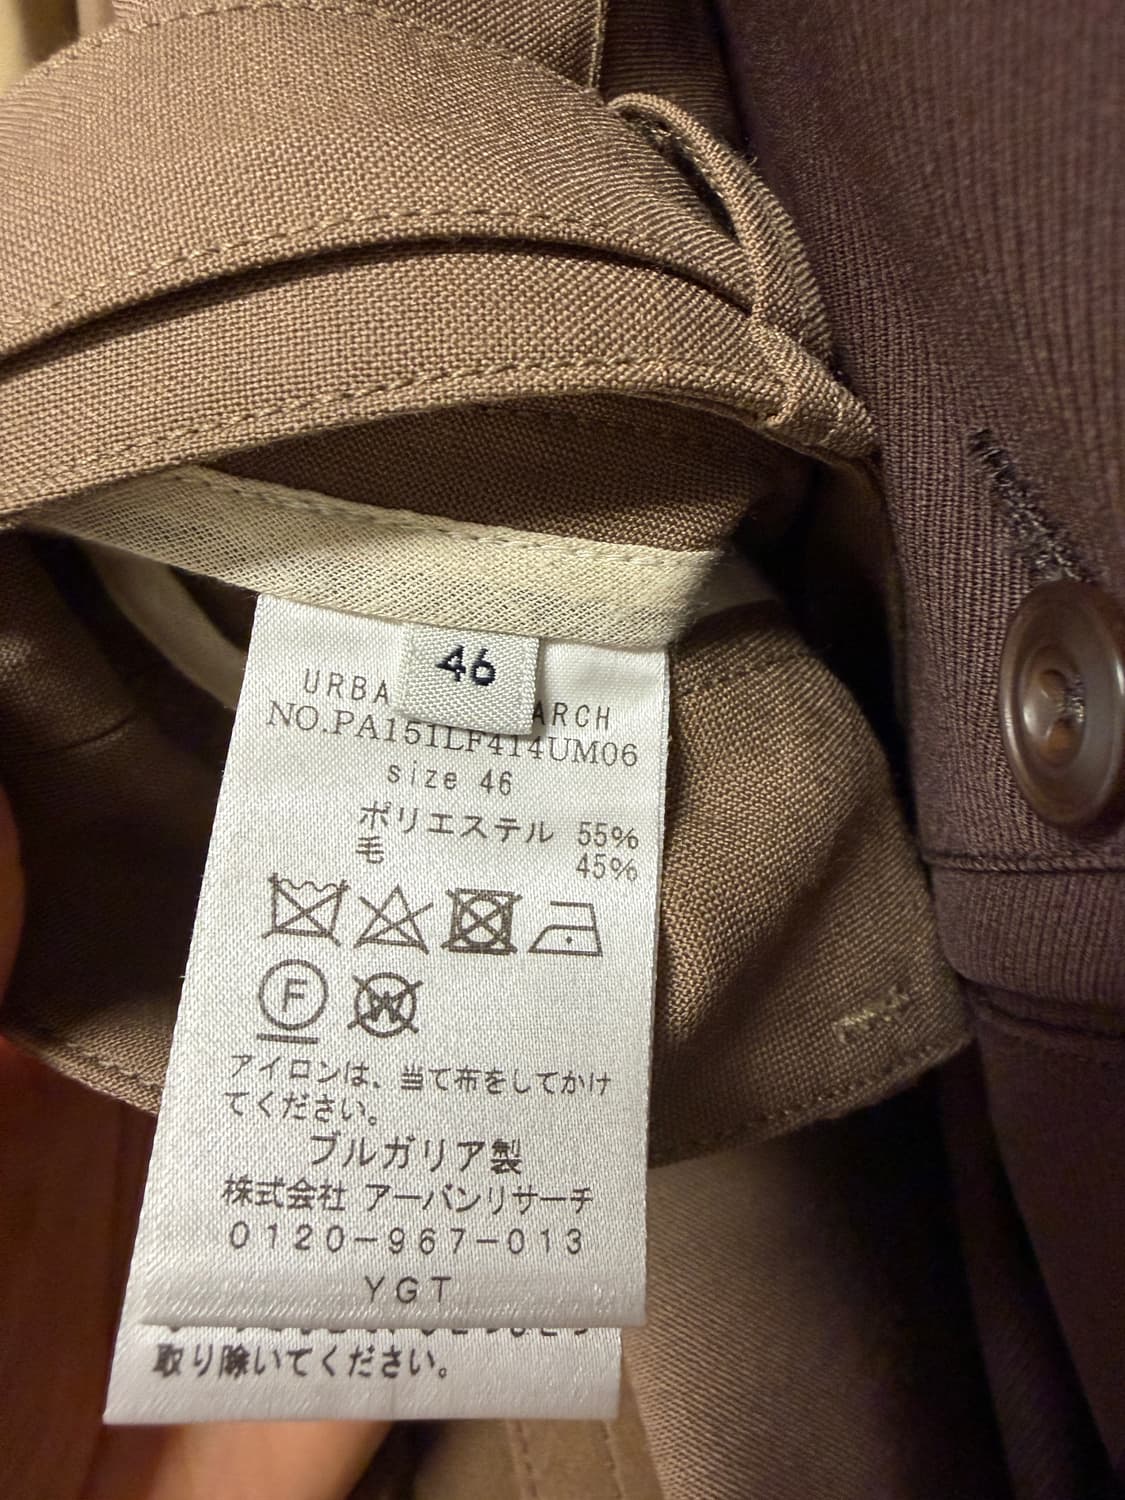 46
URBA ARCH
NO.PA151LF414UM06
size 46
ポリエステル 55%
毛 45%
F
W
アイロンは、当て布をしてかけ
てください。
ブルガリア製
株式会社 アーバンリサーチ
0120-967-013
YGT
取り除いてください。